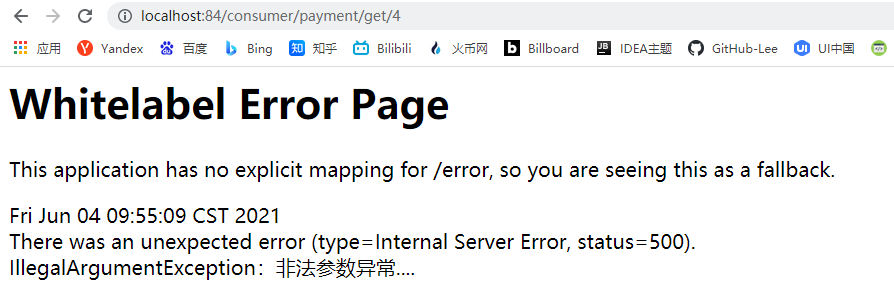 localhost:84/consumer/payment/get/4
应用 Yandex 百度 Bing 知 知乎 Bilibili 火币网 b Billboard JB IDEA主题 GitHub-Lee UI UI中国
Whitelabel Error Page
This application has no explicit mapping for /error, so you are seeing this as a fallback.
Fri Jun 04 09:55:09 CST 2021
There was an unexpected error (type=Internal Server Error, status=500).
IllegalArgumentException：非法参数异常....